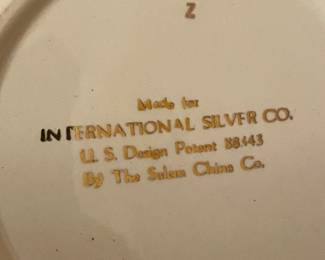 Z
Made for
INTERNATIONAL SILVER CO.
U. S. Design Patent 88443
By The Salem China Co.